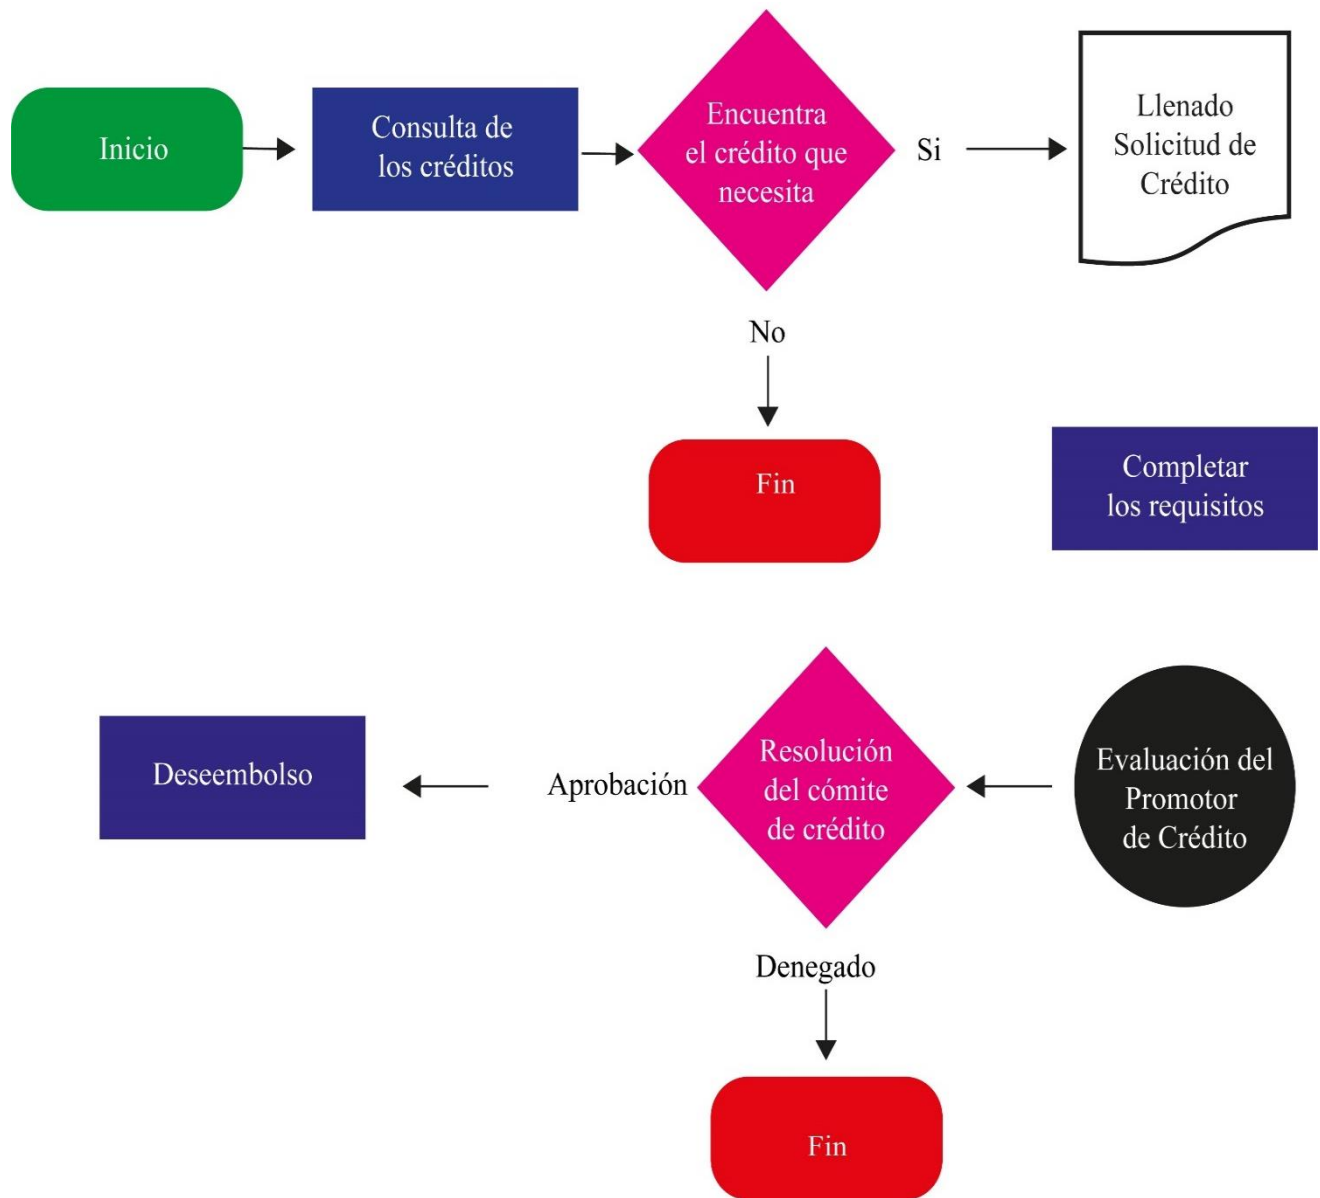 Inicio
Consulta de
los créditos
Encuentra
el crédito que
necesita
Si
Llenado
Solicitud de
Crédito
No
Fin
Completar
los requisitos
Evaluación del
Promotor
de Crédito
Resolución
del cómite
de crédito
Aprobación
Deseembolso
Denegado
Fin